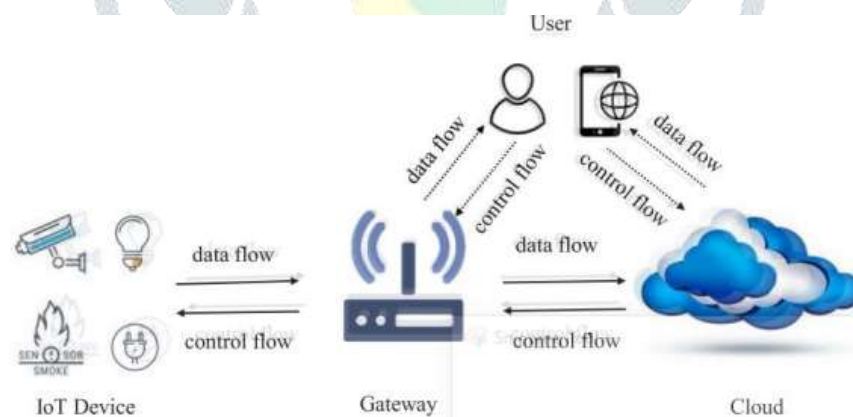 User
data flow
control flow
data flow
control flow
data flow
control flow
data flow
control flow
SEN SOR
SMOKE
IoT Device
Gateway
Cloud